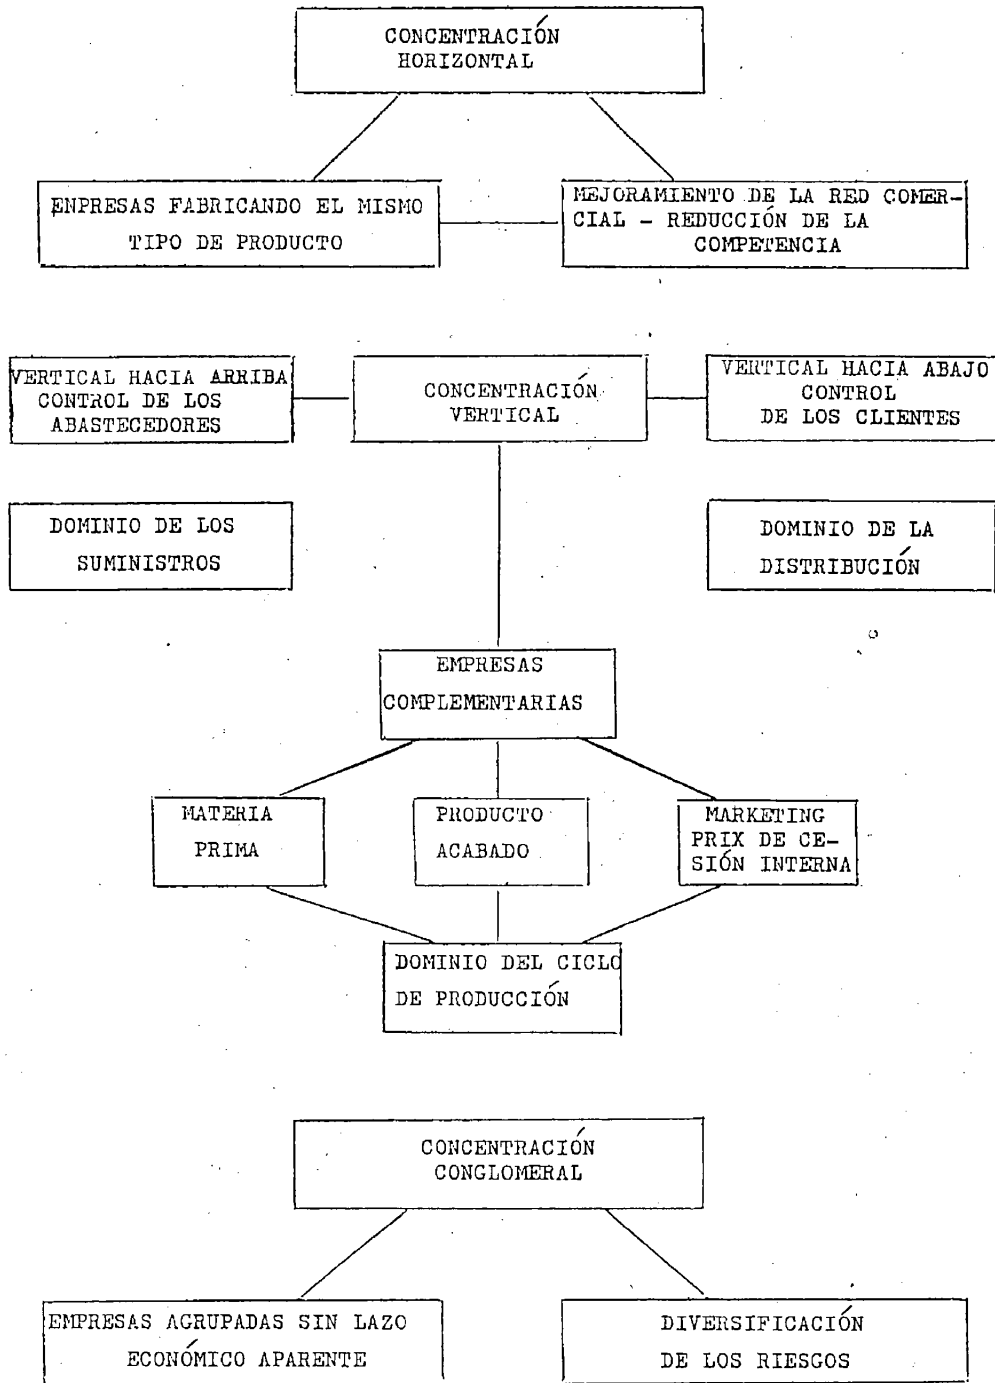 CONCENTRACIÓN
HORIZONTAL
ENPRESAS FABRICANDO EL MISMO
TIPO DE PRODUCTO
MEJORAMIENTO DE LA RED COMER-
CIAL - REDUCCIÓN DE LA
COMPETENCIA
VERTICAL HACIA ARRIBA
CONTROL DE LOS
ABASTECEDORES
CONCENTRACIÓN
VERTICAL
VERTICAL HACIA ABAJO
CONTROL
DE LOS CLIENTES
DOMINIO DE LOS
SUMINISTROS
DOMINIO DE LA
DISTRIBUCIÓN
EMPRESAS
COMPLEMENTARIAS
MATERIA
PRIMA
PRODUCTO
ACABADO
MARKETING
PRIX DE CE-
SIÓN INTERNA
DOMINIO DEL CICLO
DE PRODUCCIÓN
CONCENTRACIÓN
CONGLOMERAL
EMPRESAS AGRUPADAS SIN LAZO
ECONÓMICO APARENTE
DIVERSIFICACIÓN
DE LOS RIESGOS